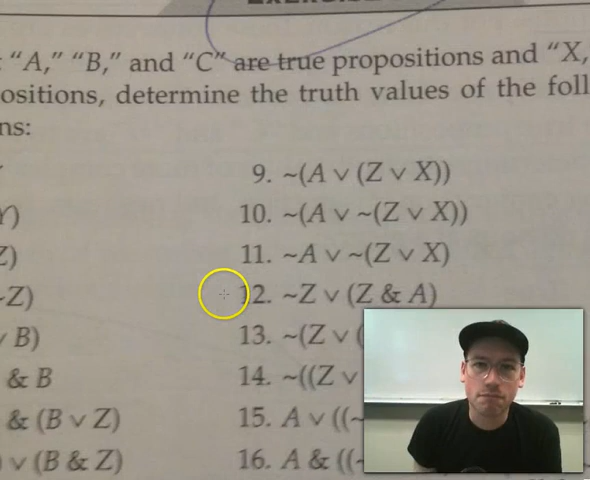 "A," "B," and "C" are true propositions and "X,
ositions, determine the truth values of the foll
ns:
9. ~(A ∨ (Z ∨ X))
Y)
10. ~(A ∨ ~(Z ∨ X))
Z)
11. ~A ∨ ~(Z ∨ X)
~Z)
12. ~Z ∨ (Z & A)
∨ B)
13. ~(Z ∨ (
& B
14. ~((Z ∨
& (B ∨ Z)
15. A ∨ ((~
) ∨ (B & Z)
16. A & ((~